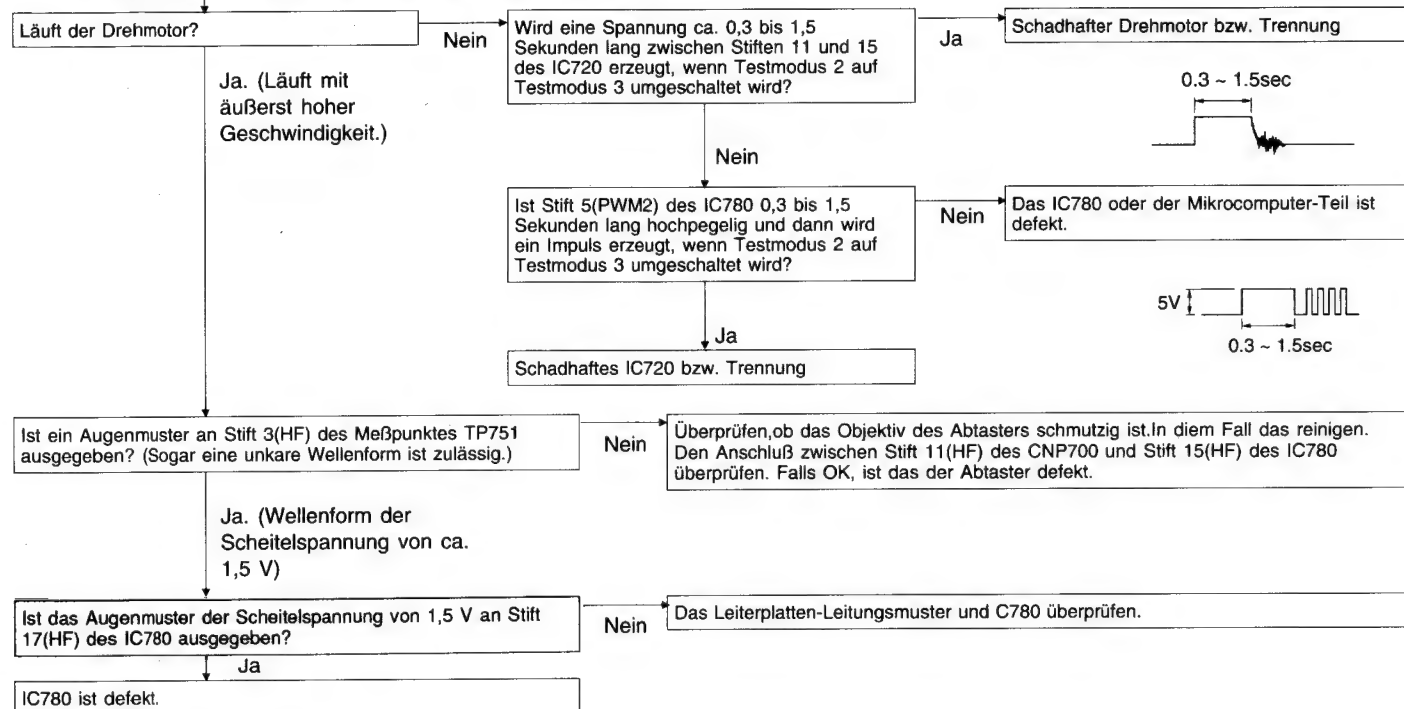 Läuft der Drehmotor?
Nein
Wird eine Spannung ca. 0,3 bis 1,5
Sekunden lang zwischen Stiften 11 und 15
des IC720 erzeugt, wenn Testmodus 2 auf
Testmodus 3 umgeschaltet wird?
Ja
Schadhafter Drehmotor bzw. Trennung
0.3 ~ 1.5sec
Ja. (Läuft mit
äußerst hoher
Geschwindigkeit.)
Nein
Ist Stift 5(PWM2) des IC780 0,3 bis 1,5
Sekunden lang hochpegelig und dann wird
ein Impuls erzeugt, wenn Testmodus 2 auf
Testmodus 3 umgeschaltet wird?
Nein
Das IC780 oder der Mikrocomputer-Teil ist
defekt.
5V
0.3 ~ 1.5sec
Ja
Schadhaftes IC720 bzw. Trennung
Ist ein Augenmuster an Stift 3(HF) des Meßpunktes TP751
ausgegeben? (Sogar eine unkare Wellenform ist zulässig.)
Nein
Überprüfen,ob das Objektiv des Abtasters schmutzig ist.In diem Fall das reinigen.
Den Anschluß zwischen Stift 11(HF) des CNP700 und Stift 15(HF) des IC780
überprüfen. Falls OK, ist das der Abtaster defekt.
Ja. (Wellenform der
Scheitelspannung von ca.
1,5 V)
Ist das Augenmuster der Scheitelspannung von 1,5 V an Stift
17(HF) des IC780 ausgegeben?
Nein
Das Leiterplatten-Leitungsmuster und C780 überprüfen.
Ja
IC780 ist defekt.